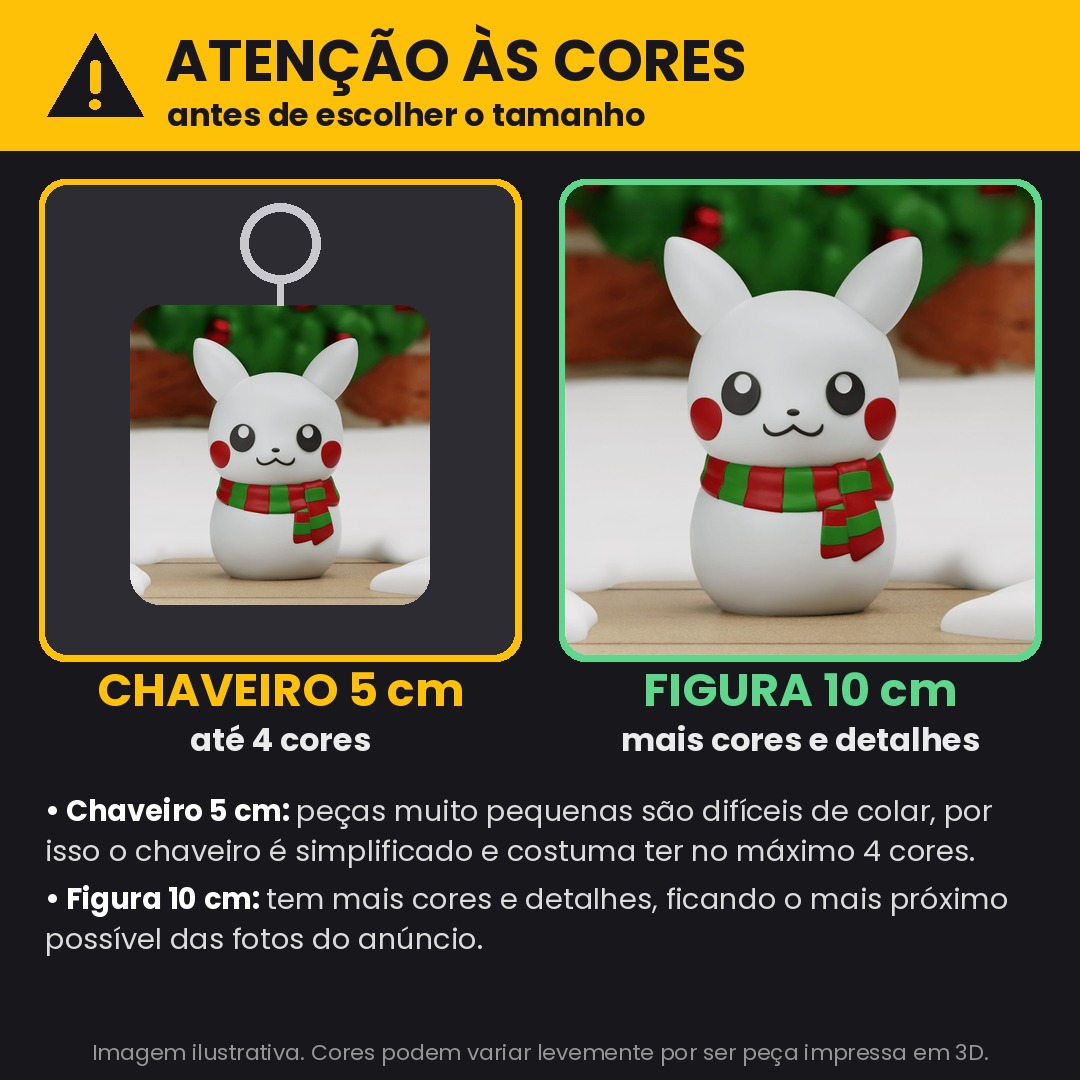 ATENÇÃO ÀS CORES
antes de escolher o tamanho
CHAVEIRO 5 cm
até 4 cores
FIGURA 10 cm
mais cores e detalhes
• Chaveiro 5 cm: peças muito pequenas são difíceis de colar, por
isso o chaveiro é simplificado e costuma ter no máximo 4 cores.
• Figura 10 cm: tem mais cores e detalhes, ficando o mais próximo
possível das fotos do anúncio.
Imagem ilustrativa. Cores podem variar levemente por ser peça impressa em 3D.